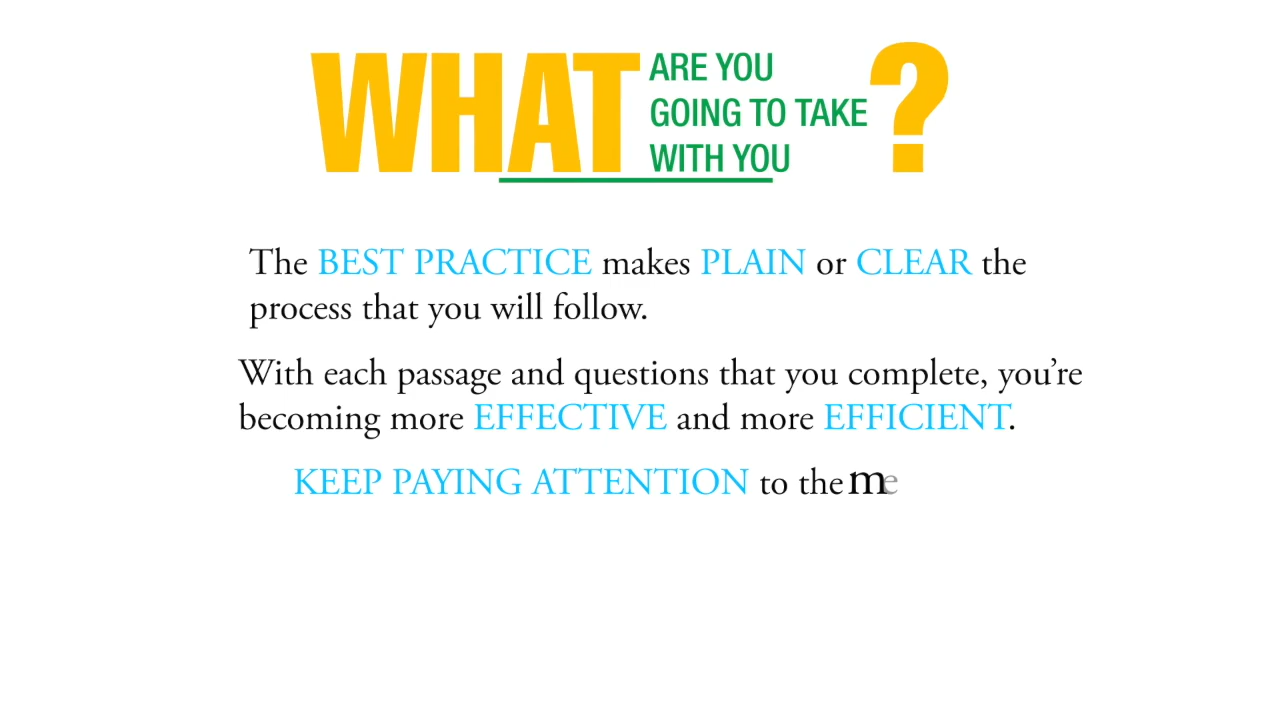 WHAT ARE YOU GOING TO TAKE WITH YOU ?
The BEST PRACTICE makes PLAIN or CLEAR the
process that you will follow.
With each passage and questions that you complete, you’re
becoming more EFFECTIVE and more EFFICIENT.
KEEP PAYING ATTENTION to the me